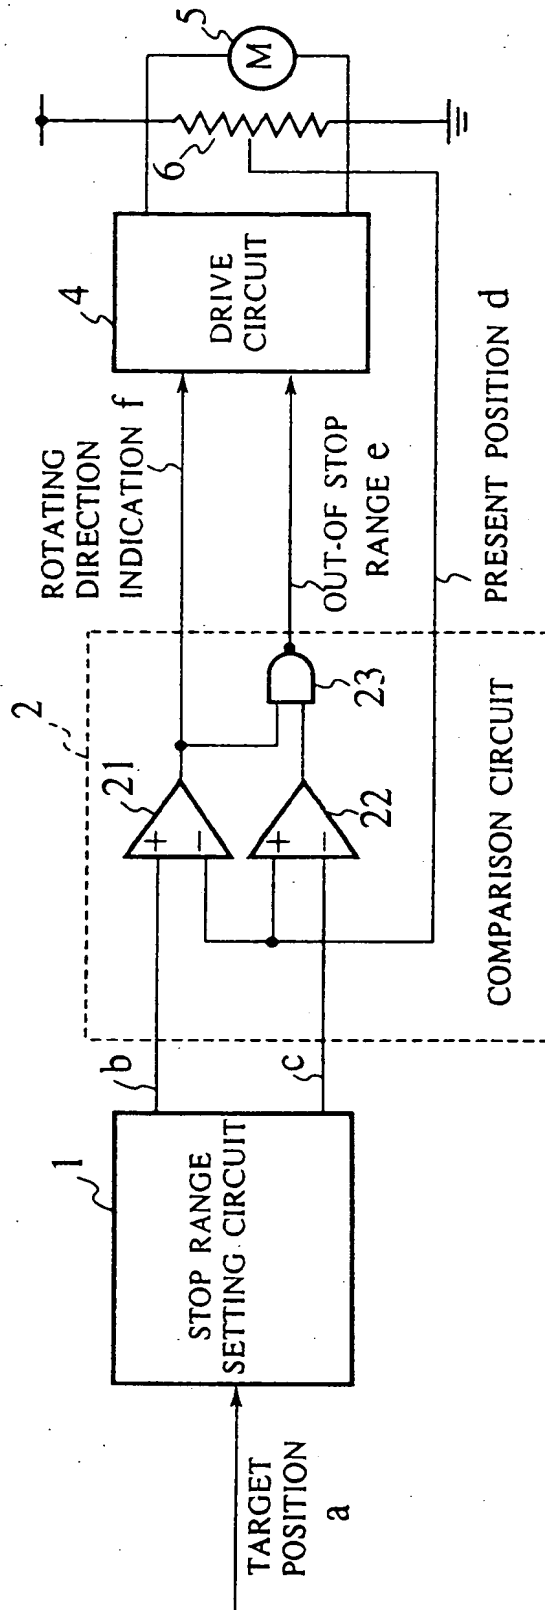 TARGET
POSITION
a
1
STOP RANGE
SETTING CIRCUIT
b
c
2
21
+
−
22
+
−
23
COMPARISON CIRCUIT
ROTATING
DIRECTION
INDICATION f
OUT-OF STOP
RANGE e
PRESENT POSITION d
4
DRIVE
CIRCUIT
5
M
6